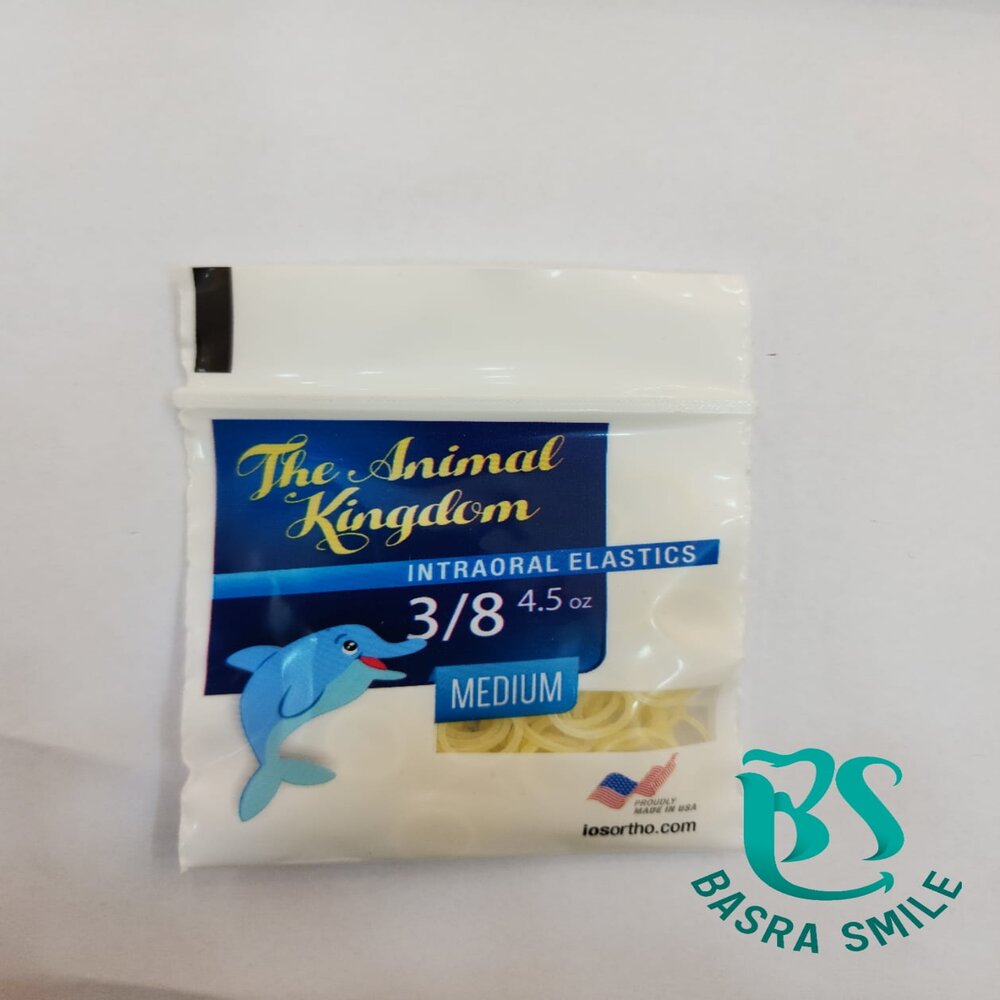 The Animal
Kingdom
INTRAORAL ELASTICS
3/8 4.5 oz
MEDIUM
PROUDLY
MADE IN USA
iosortho.com
BS
BASRA SMILE